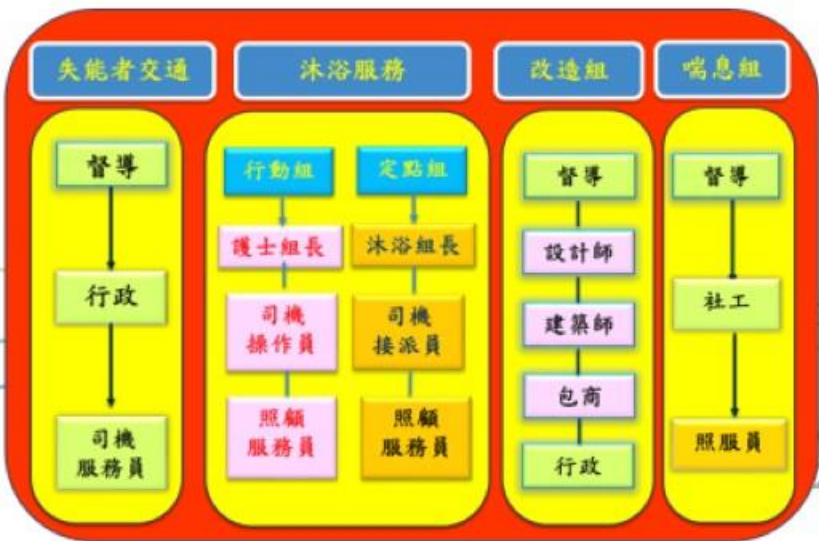 失能者交通
督導
行政
司機
服務員
沐浴服務
行動組
護士組長
司機
操作員
照顧
服務員
定點組
沐浴組長
司機
接派員
照顧
服務員
改造組
督導
設計師
建築師
包商
行政
喘息組
督導
社工
照服員